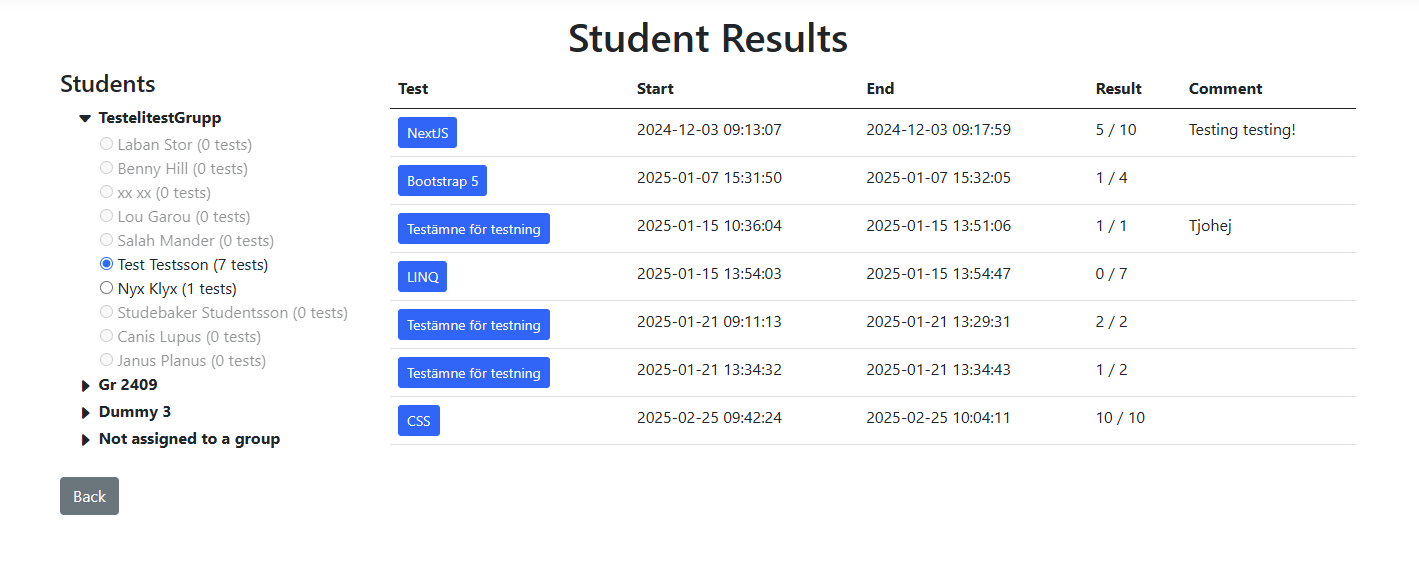 Student Results
Students
TestelitestGrupp
Laban Stor (0 tests)
Benny Hill (0 tests)
xx xx (0 tests)
Lou Garou (0 tests)
Salah Mander (0 tests)
Test Testsson (7 tests)
Nyx Klyx (1 tests)
Studebaker Studentsson (0 tests)
Canis Lupus (0 tests)
Janus Planus (0 tests)
Gr 2409
Dummy 3
Not assigned to a group
Back
Test Start End Result Comment
NextJS 2024-12-03 09:13:07 2024-12-03 09:17:59 5 / 10 Testing testing!
Bootstrap 5 2025-01-07 15:31:50 2025-01-07 15:32:05 1 / 4
Testämne för testning 2025-01-15 10:36:04 2025-01-15 13:51:06 1 / 1 Tjohej
LINQ 2025-01-15 13:54:03 2025-01-15 13:54:47 0 / 7
Testämne för testning 2025-01-21 09:11:13 2025-01-21 13:29:31 2 / 2
Testämne för testning 2025-01-21 13:34:32 2025-01-21 13:34:43 1 / 2
CSS 2025-02-25 09:42:24 2025-02-25 10:04:11 10 / 10